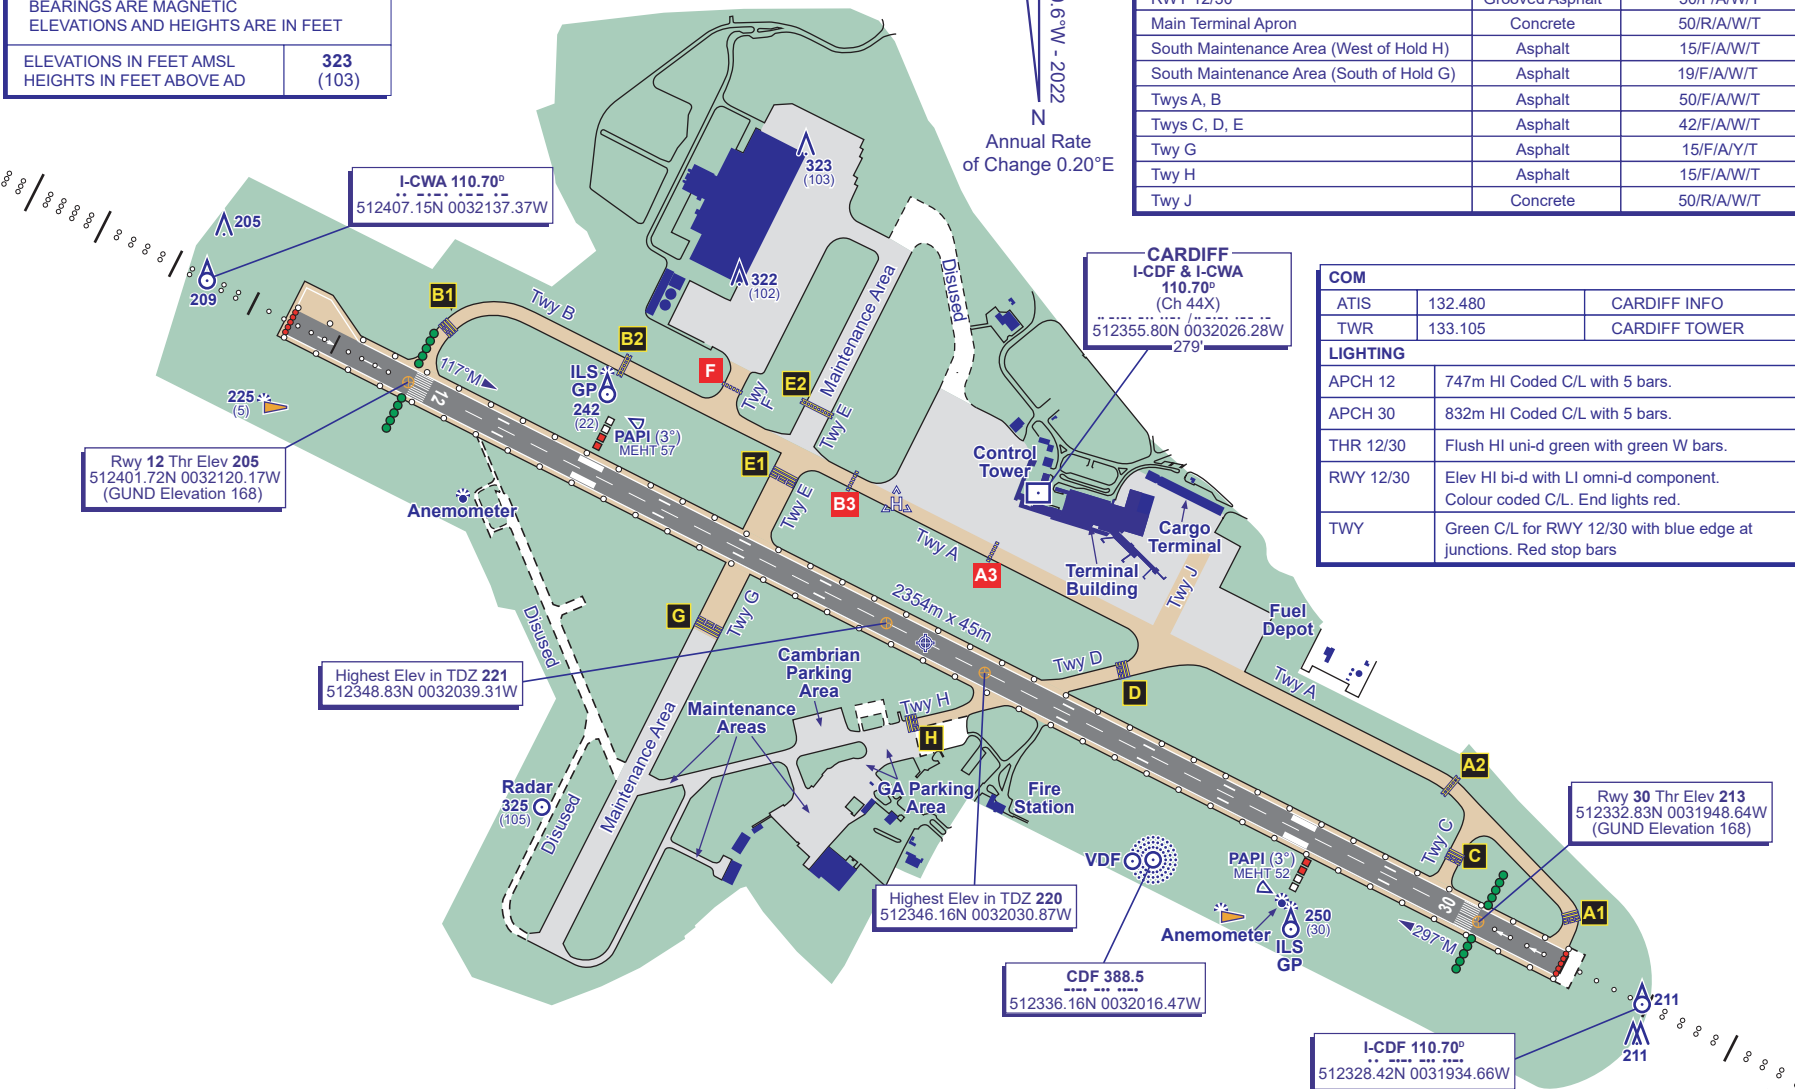 BEARINGS ARE MAGNETIC
ELEVATIONS AND HEIGHTS ARE IN FEET
ELEVATIONS IN FEET AMSL 323
HEIGHTS IN FEET ABOVE AD (103)
.6°W - 2022
N
Annual Rate
of Change 0.20°E
RWY 12/30 Grooved Asphalt 50/F/A/W/T
Main Terminal Apron Concrete 50/R/A/W/T
South Maintenance Area (West of Hold H) Asphalt 15/F/A/W/T
South Maintenance Area (South of Hold G) Asphalt 19/F/A/W/T
Twys A, B Asphalt 50/F/A/W/T
Twys C, D, E Asphalt 42/F/A/W/T
Twy G Asphalt 15/F/A/Y/T
Twy H Asphalt 15/F/A/W/T
Twy J Concrete 50/R/A/W/T
COM
ATIS 132.480 CARDIFF INFO
TWR 133.105 CARDIFF TOWER
LIGHTING
APCH 12 747m HI Coded C/L with 5 bars.
APCH 30 832m HI Coded C/L with 5 bars.
THR 12/30 Flush HI uni-d green with green W bars.
RWY 12/30 Elev HI bi-d with LI omni-d component.
Colour coded C/L. End lights red.
TWY Green C/L for RWY 12/30 with blue edge at
junctions. Red stop bars
I-CWA 110.70D
512407.15N 0032137.37W
205
209
323
(103)
322
(102)
CARDIFF
I-CDF & I-CWA
110.70D
(Ch 44X)
512355.80N 0032026.28W
279'
B1
Twy B
B2
F
Twy F
E2
Maintenance Area
Twy E
Disused
117°M
12
ILS
GP
242
(22)
PAPI (3°)
MEHT 57
225
(5)
Rwy 12 Thr Elev 205
512401.72N 0032120.17W
(GUND Elevation 168)
Anemometer
E1
Twy E
B3
H
Twy A
A3
Control
Tower
Terminal
Building
Cargo
Terminal
Twy J
Fuel
Depot
Twy A
2354m x 45m
G
Twy G
Disused
Highest Elev in TDZ 221
512348.83N 0032039.31W
Cambrian
Parking
Area
Maintenance
Areas
Twy H
H
Twy D
D
Maintenance Area
Radar
325
(105)
Disused
GA Parking
Area
Fire
Station
Highest Elev in TDZ 220
512346.16N 0032030.87W
VDF
CDF 388.5
512336.16N 0032016.47W
PAPI (3°)
MEHT 52
Anemometer
250
(30)
ILS
GP
A2
Twy C
C
30
297°M
A1
Rwy 30 Thr Elev 213
512332.83N 0031948.64W
(GUND Elevation 168)
211
211
I-CDF 110.70D
512328.42N 0031934.66W